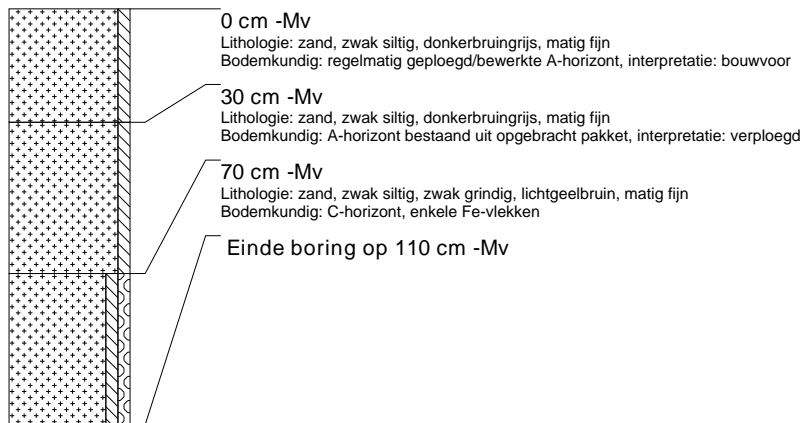 0 cm -Mv
Lithologie: zand, zwak siltig, donkerbruingrijs, matig fijn
Bodemkundig: regelmatig geploegd/bewerkte A-horizont, interpretatie: bouwvoor
30 cm -Mv
Lithologie: zand, zwak siltig, donkerbruingrijs, matig fijn
Bodemkundig: A-horizont bestaand uit opgebracht pakket, interpretatie: verploegd
70 cm -Mv
Lithologie: zand, zwak siltig, zwak grindig, lichtgeelbruin, matig fijn
Bodemkundig: C-horizont, enkele Fe-vlekken
Einde boring op 110 cm -Mv